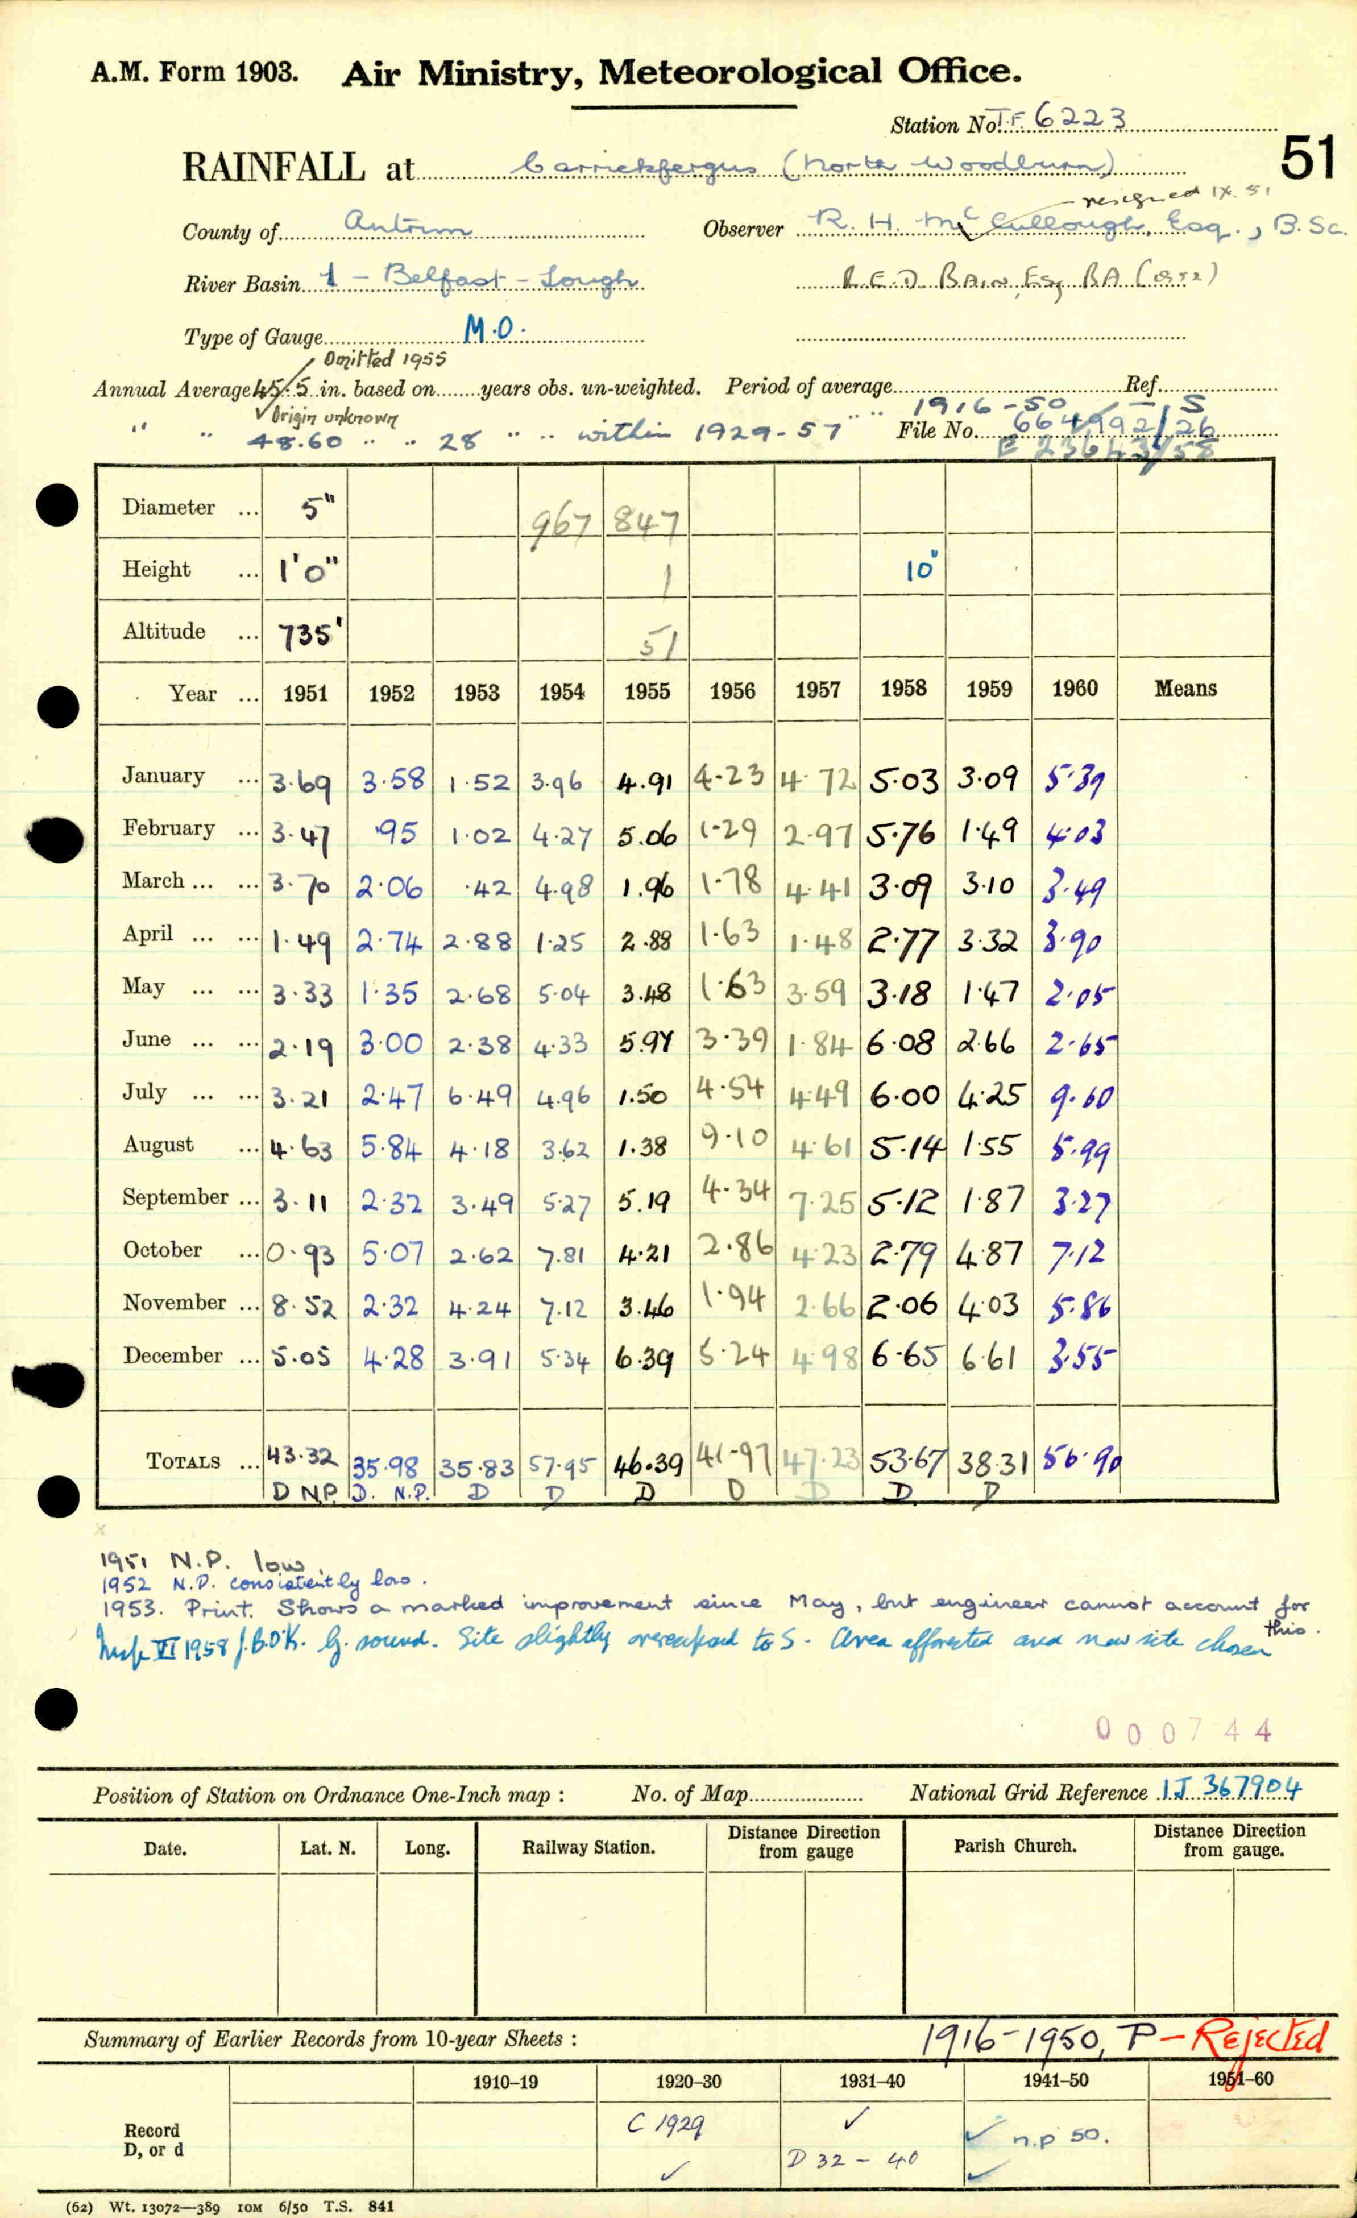 A.M. Form 1903. Air Ministry, Meteorological Office.
Station No. I.F. 6223
51
RAINFALL at Carrickfergus (North Woodburn)
resigned IX. 51
County of Antrim Observer R. H. McCullough, Esq., B.Sc.
River Basin 1 - Belfast - Lough R.E.D. BAIN, Esq BA (1952)
Type of Gauge M.O.
Omitted 1955
Annual Average 45.5 in. based on years obs. un-weighted. Period of average Ref.
Origin unknown
" " 48.60 " " 28 " " within 1929-57 " " 1916-50 S
File No. 664992/26
E 23643/58
Diameter ... 5" 967 847
Height ... 1'0" 1 10"
Altitude ... 735' 51
Year ... 1951 1952 1953 1954 1955 1956 1957 1958 1959 1960 Means
January ... 3.69 3.58 1.52 3.96 4.91 4.23 4.72 5.03 3.09 5.39
February ... 3.47 .95 1.02 4.27 5.06 1.29 2.97 5.76 1.49 4.03
March ... ... 3.70 2.06 .42 4.98 1.96 1.78 4.41 3.09 3.10 3.49
April ... ... 1.49 2.74 2.88 1.25 2.88 1.63 1.48 2.77 3.32 3.90
May ... ... 3.33 1.35 2.68 5.04 3.48 1.63 3.59 3.18 1.47 2.05
June ... ... 2.19 3.00 2.38 4.33 5.97 3.39 1.84 6.08 2.66 2.65
July ... ... 3.21 2.47 6.49 4.96 1.50 4.54 4.49 6.00 4.25 9.60
August ... 4.63 5.84 4.18 3.62 1.38 9.10 4.61 5.14 1.55 5.99
September ... 3.11 2.32 3.49 5.27 5.19 4.34 7.25 5.12 1.87 3.27
October ... 0.93 5.07 2.62 7.81 4.21 2.86 4.23 2.79 4.87 7.12
November ... 8.52 2.32 4.24 7.12 3.46 1.94 2.66 2.06 4.03 5.86
December ... 5.05 4.28 3.91 5.34 6.39 5.24 4.98 6.65 6.61 3.55
TOTALS ... 43.32 35.98 35.83 57.95 46.39 41.97 47.23 53.67 38.31 56.90
D N.P. D. N.P. D D D D D D. D
x
1951 N.P. low.
1952 N.P. consistently low.
1953. Print. Shows a marked improvement since May, but engineer cannot account for this.
Insp VI 1958 J.B.O'K. G. sound. Site slightly overexposed to S. Area afforested and new site chosen
000744
Position of Station on Ordnance One-Inch map : No. of Map National Grid Reference IJ 367904
Date. Lat. N. Long. Railway Station. Distance Direction from gauge Parish Church. Distance Direction from gauge.
Summary of Earlier Records from 10-year Sheets : 1916-1950, P - Rejected
1910-19 1920-30 1931-40 1941-50 1951-60
Record D, or d C 1929 ✓ ✓ D 32 - 40 ✓ n.p 50. ✓
(62) Wt. 13072—389 10M 6/50 T.S. 841